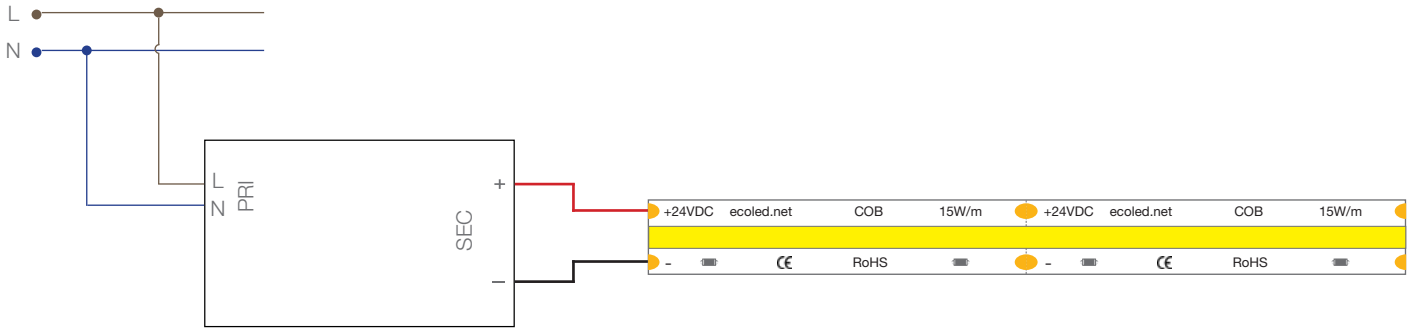 L
N
L
N
PRI
SEC
+
–
+24VDC ecoled.net COB 15W/m +24VDC ecoled.net COB 15W/m
- CE RoHS - CE RoHS